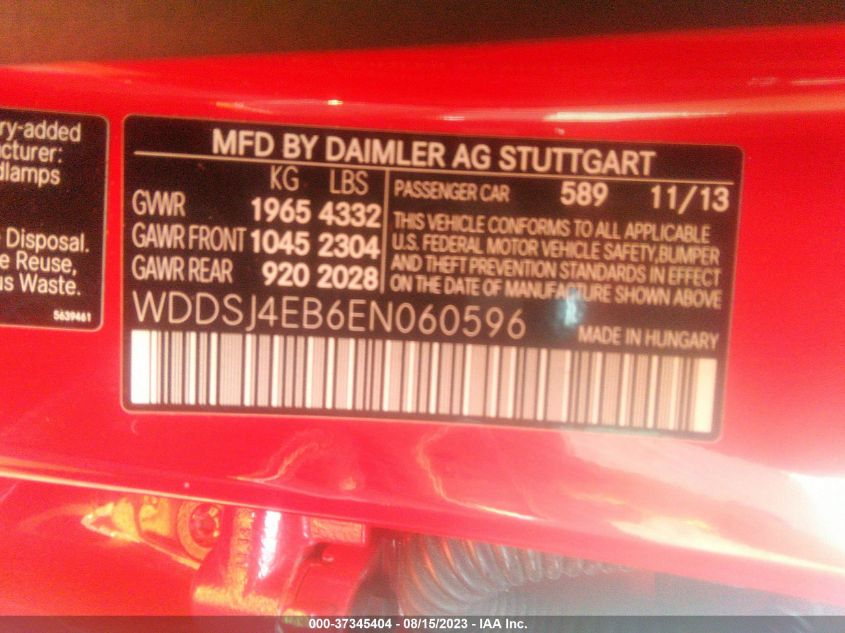 ry-added
cturer:
dlamps
Disposal.
e Reuse,
us Waste.
5639461
MFD BY DAIMLER AG STUTTGART
KG LBS
GVWR 1965 4332
GAWR FRONT 1045 2304
GAWR REAR 920 2028
PASSENGER CAR 589 11/13
THIS VEHICLE CONFORMS TO ALL APPLICABLE
U.S. FEDERAL MOTOR VEHICLE SAFETY, BUMPER
AND THEFT PREVENTION STANDARDS IN EFFECT
ON THE DATE OF MANUFACTURE SHOWN ABOVE
WDDSJ4EB6EN060596
MADE IN HUNGARY
000-37345404 - 08/15/2023 - IAA Inc.